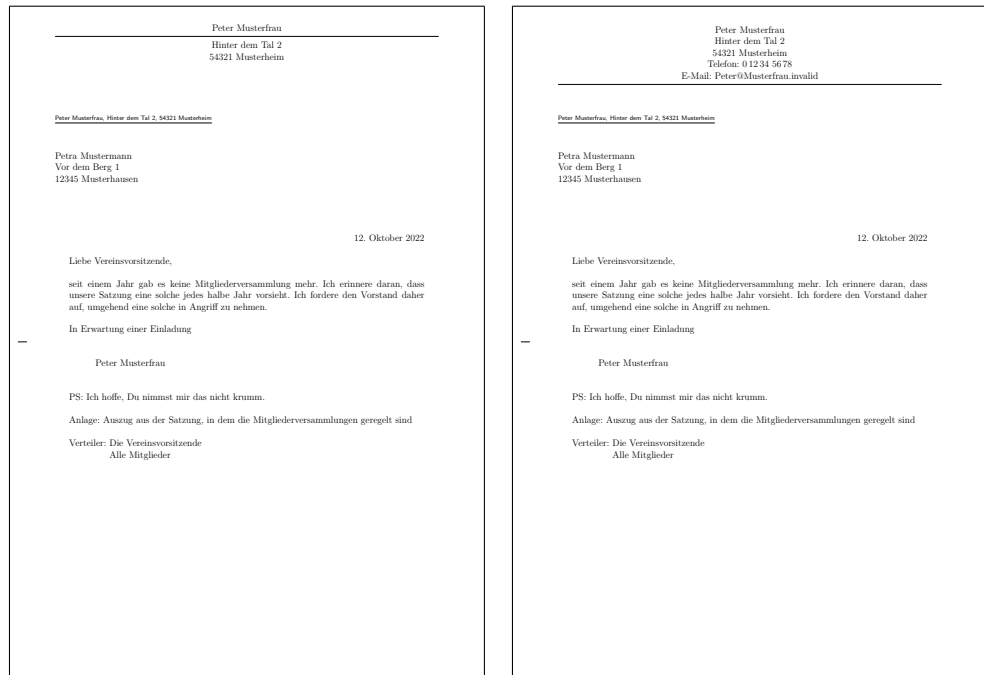 Peter Musterfrau
Hinter dem Tal 2
54321 Musterheim
Peter Musterfrau, Hinter dem Tal 2, 54321 Musterheim
Petra Mustermann
Vor dem Berg 1
12345 Musterhausen
12. Oktober 2022
Liebe Vereinsvorsitzende,
seit einem Jahr gab es keine Mitgliederversammlung mehr. Ich erinnere daran, dass
unsere Satzung eine solche jedes halbe Jahr vorsieht. Ich fordere den Vorstand daher
auf, umgehend eine solche in Angriff zu nehmen.
In Erwartung einer Einladung
Peter Musterfrau
PS: Ich hoffe, Du nimmst mir das nicht krumm.
Anlage: Auszug aus der Satzung, in dem die Mitgliederversammlungen geregelt sind
Verteiler: Die Vereinsvorsitzende
Alle Mitglieder
Peter Musterfrau
Hinter dem Tal 2
54321 Musterheim
Telefon: 0 12 34 56 78
E-Mail: Peter@Musterfrau.invalid
Peter Musterfrau, Hinter dem Tal 2, 54321 Musterheim
Petra Mustermann
Vor dem Berg 1
12345 Musterhausen
12. Oktober 2022
Liebe Vereinsvorsitzende,
seit einem Jahr gab es keine Mitgliederversammlung mehr. Ich erinnere daran, dass
unsere Satzung eine solche jedes halbe Jahr vorsieht. Ich fordere den Vorstand daher
auf, umgehend eine solche in Angriff zu nehmen.
In Erwartung einer Einladung
Peter Musterfrau
PS: Ich hoffe, Du nimmst mir das nicht krumm.
Anlage: Auszug aus der Satzung, in dem die Mitgliederversammlungen geregelt sind
Verteiler: Die Vereinsvorsitzende
Alle Mitglieder